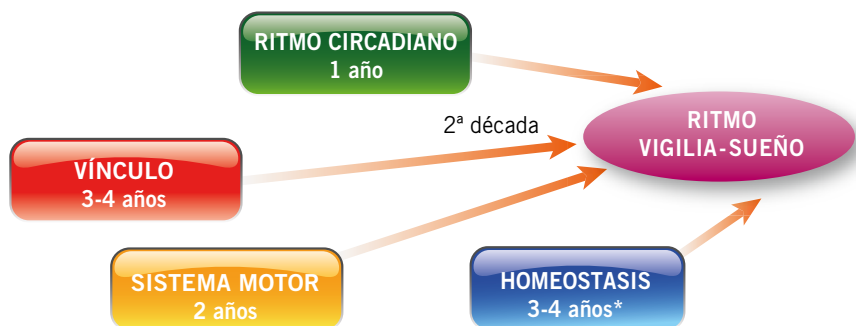 RITMO CIRCADIANO
1 año
2ª década
RITMO
VIGILIA-SUEÑO
VÍNCULO
3-4 años
SISTEMA MOTOR
2 años
HOMEOSTASIS
3-4 años*